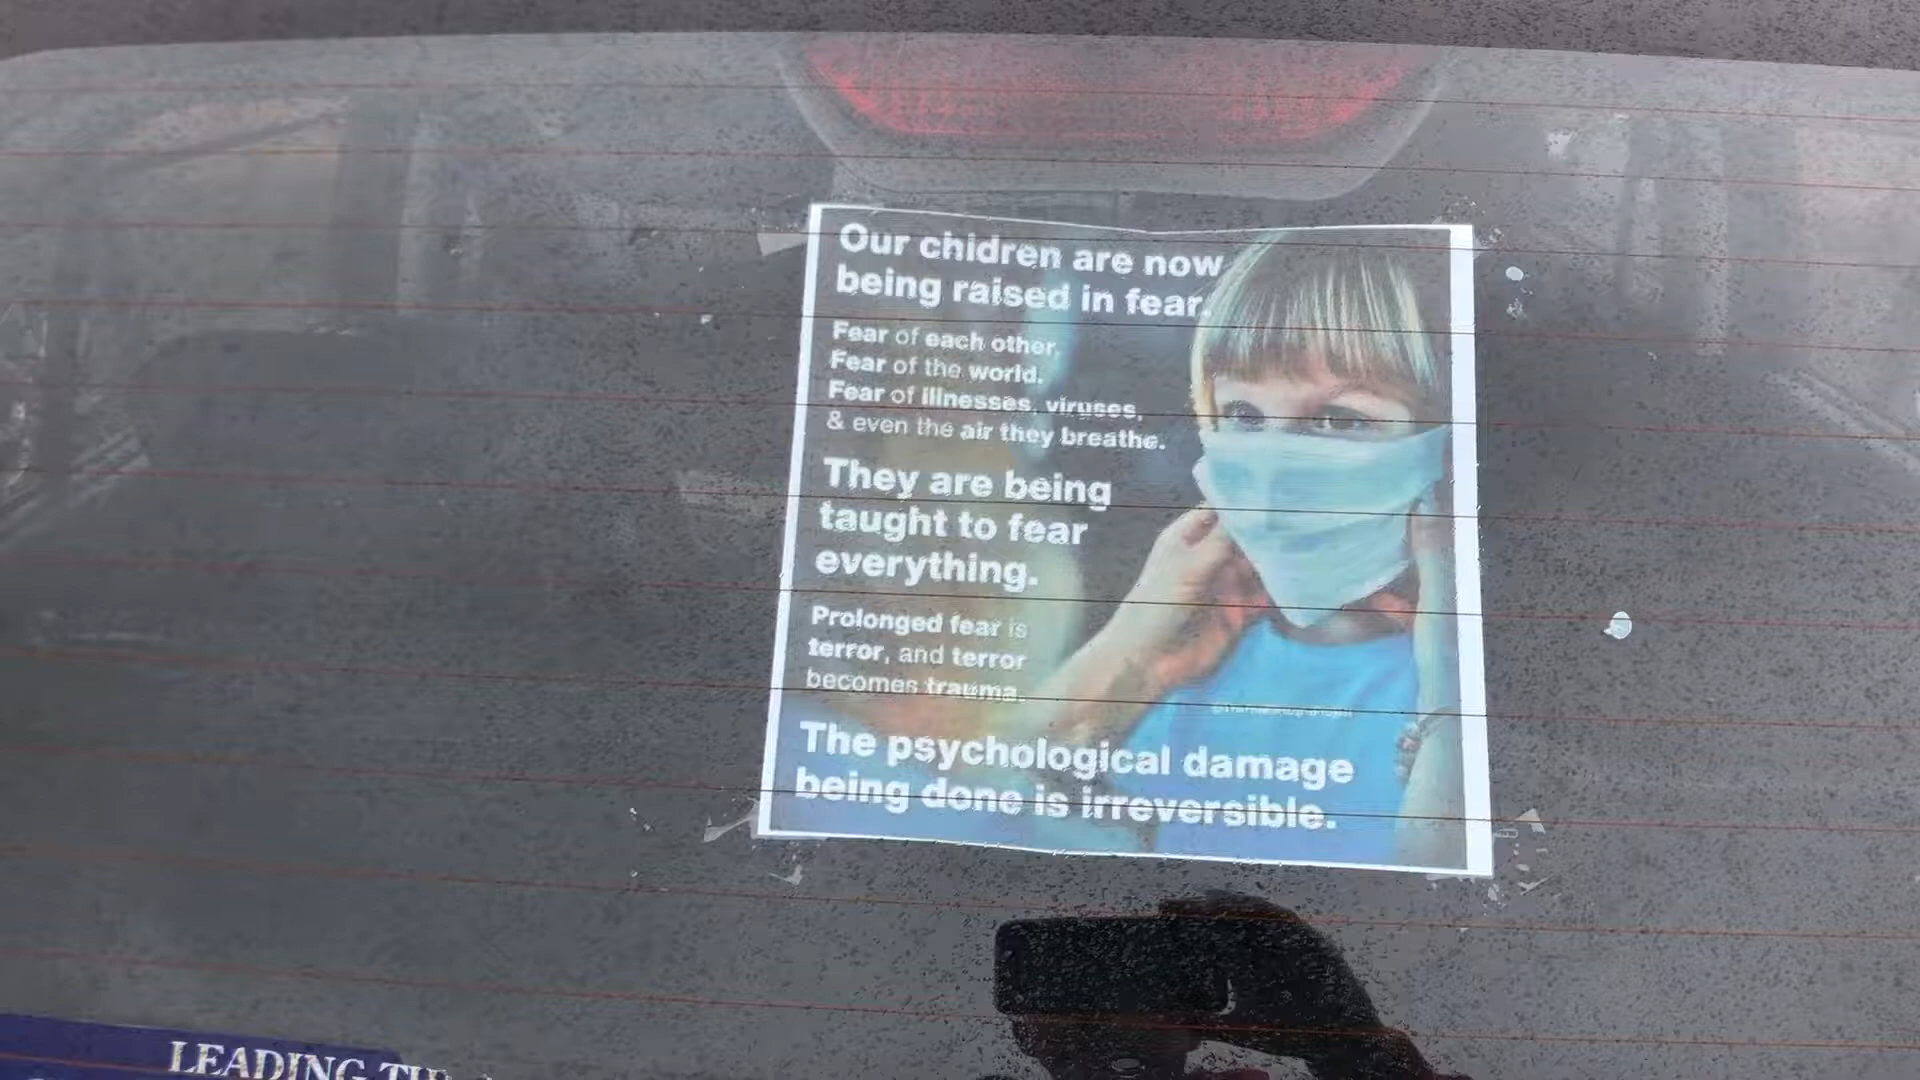 Our chidren are now
being raised in fear.
Fear of each other,
Fear of the world.
Fear of illnesses, viruses,
& even the air they breathe.
They are being
taught to fear
everything.
Prolonged fear is
terror, and terror
becomes trauma.
The psychological damage
being done is irreversible.
LEADING